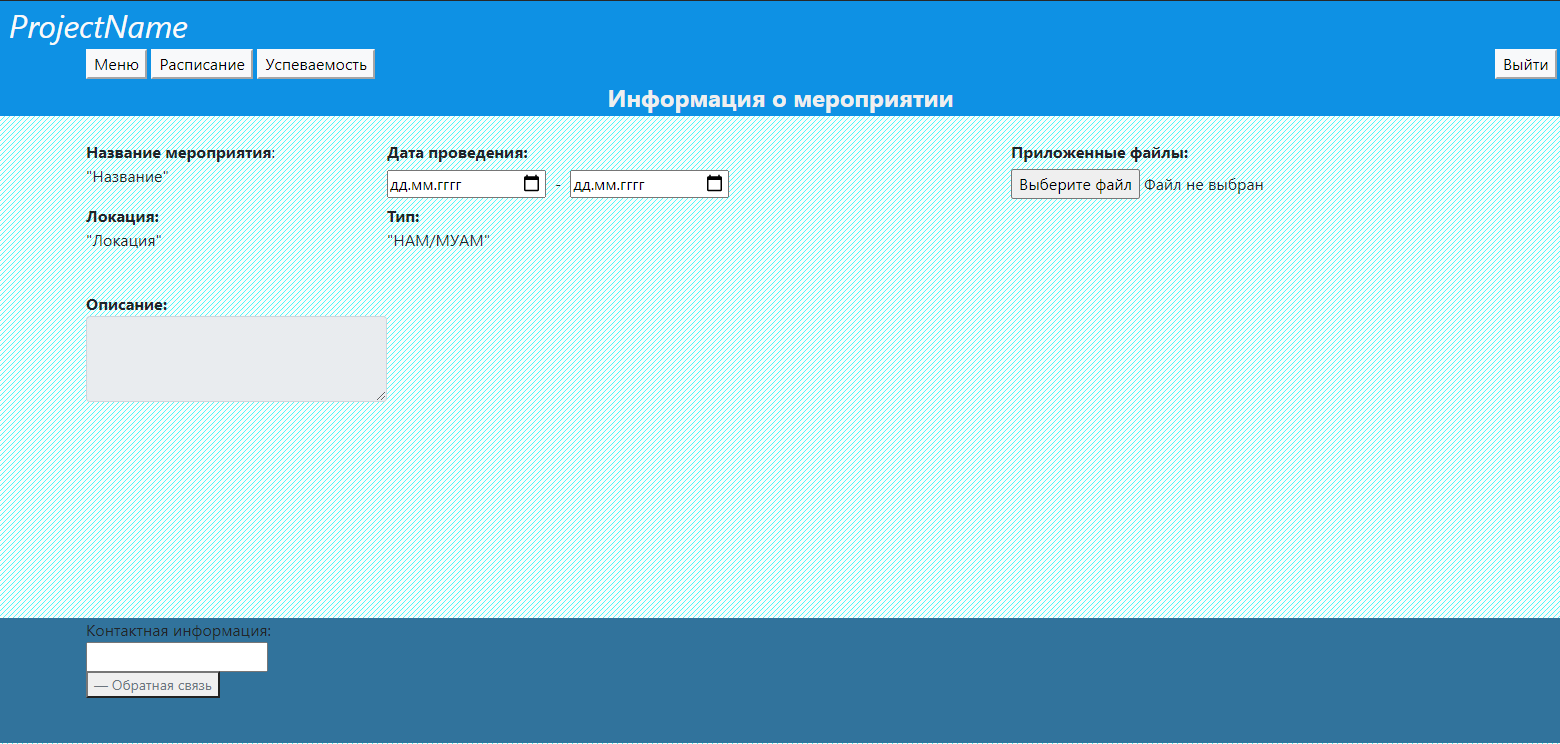 ProjectName
Меню Расписание Успеваемость Выйти
Информация о мероприятии
Название мероприятия: Дата проведения: Приложенные файлы:
"Название" дд.мм.гггг - дд.мм.гггг Выберите файл Файл не выбран
Локация: Тип:
"Локация" "НАМ/МУАМ"
Описание:
Контактная информация:
— Обратная связь